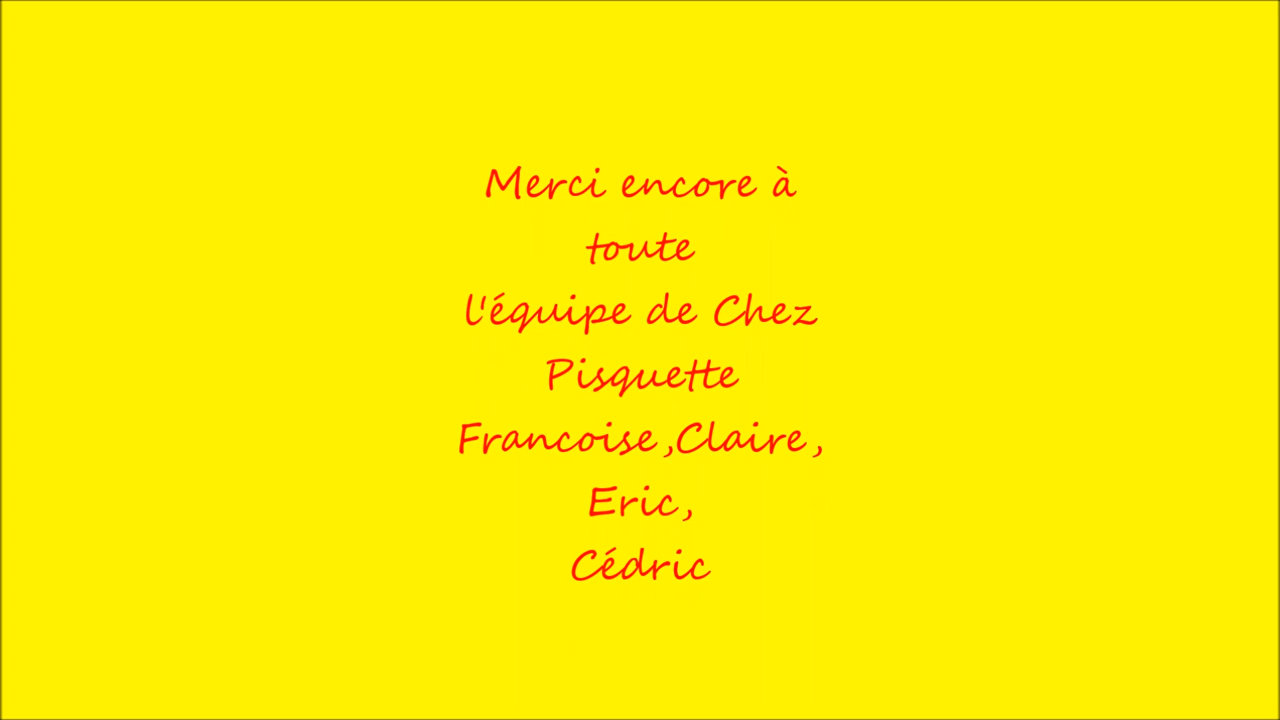 Merci encore à
toute
l'équipe de Chez
Pisquette
Francoise,Claire,
Eric,
Cédric